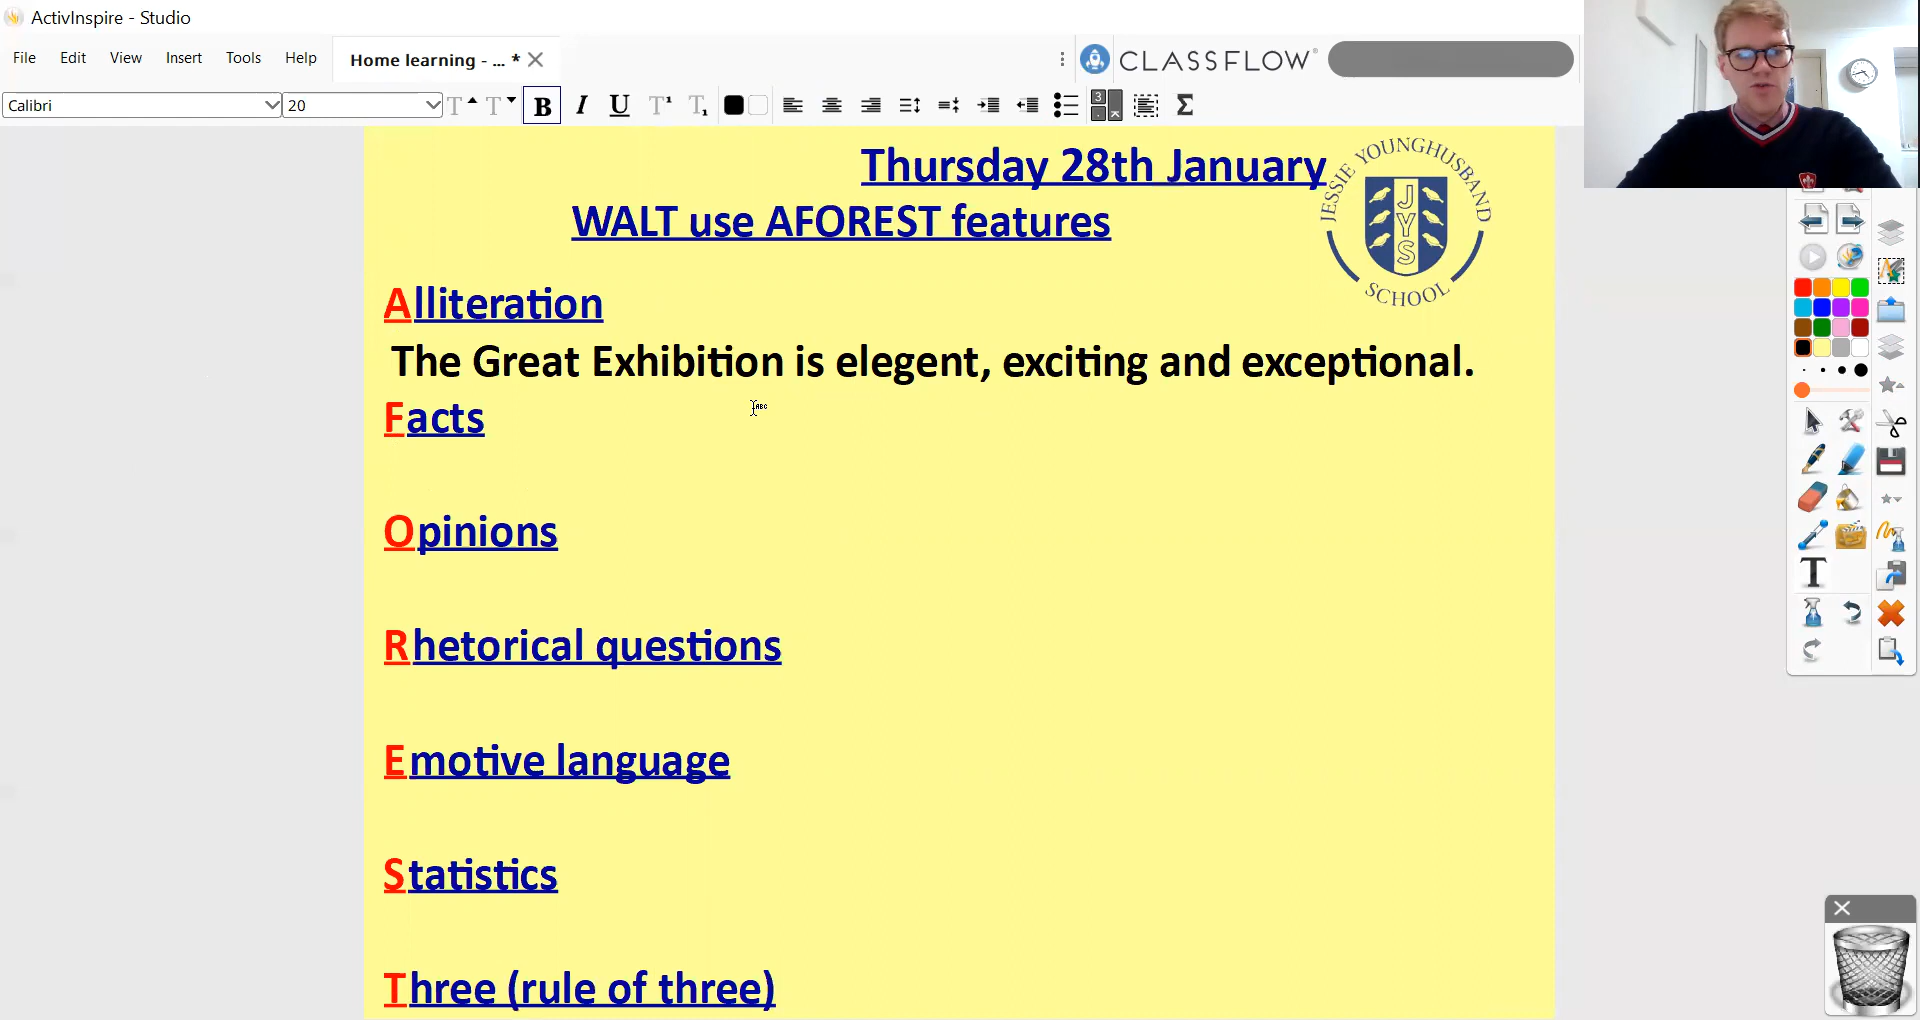 ActivInspire - Studio
File Edit View Insert Tools Help Home learning - ... *
CLASSFLOW
Calibri 20 B I U
Thursday 28th January
WALT use AFOREST features
JESSIE YOUNGHUSBAND
JYS
SCHOOL
Alliteration
The Great Exhibition is elegent, exciting and exceptional.
Facts
Opinions
Rhetorical questions
Emotive language
Statistics
Three (rule of three)